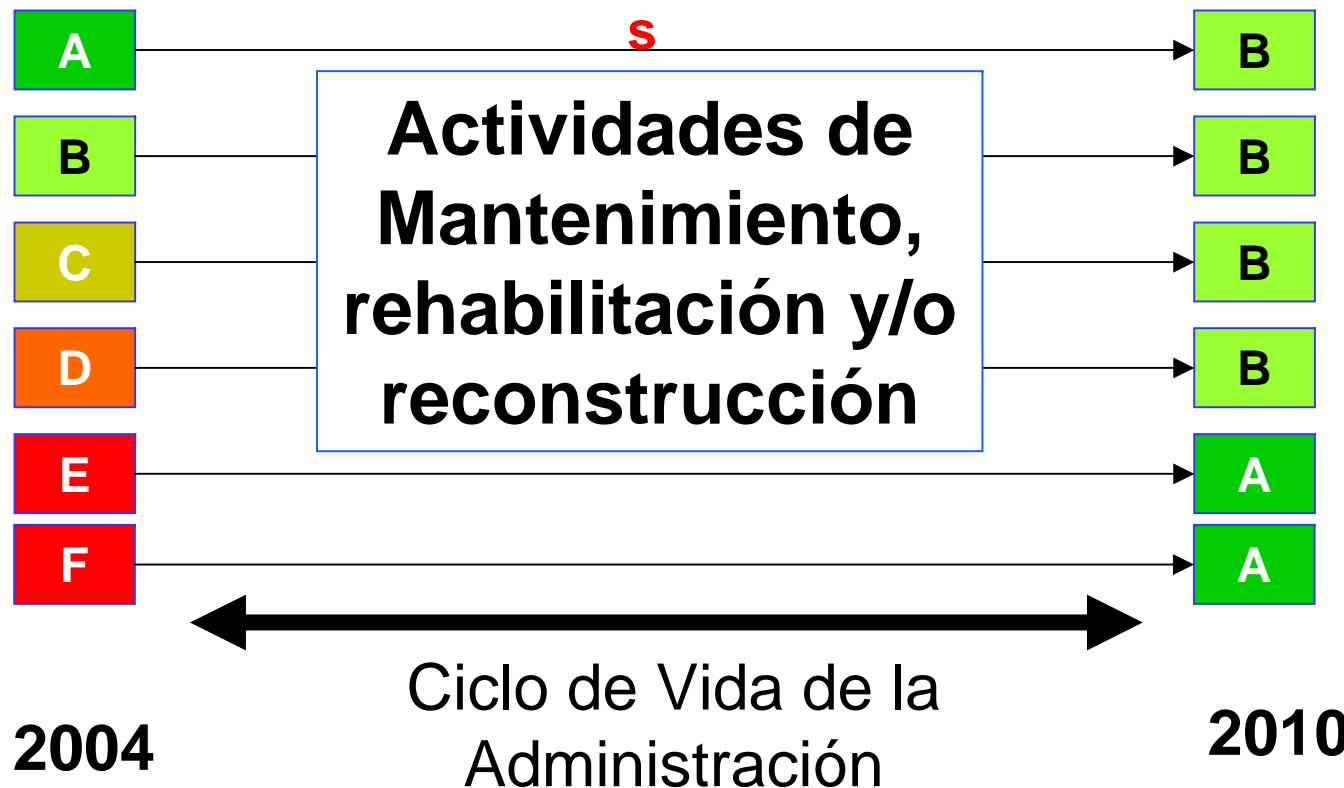 A
s
B
B
Actividades de
Mantenimiento,
rehabilitación y/o
reconstrucción
B
C
B
D
B
E
A
F
A
Ciclo de Vida de la
Administración
2004
2010